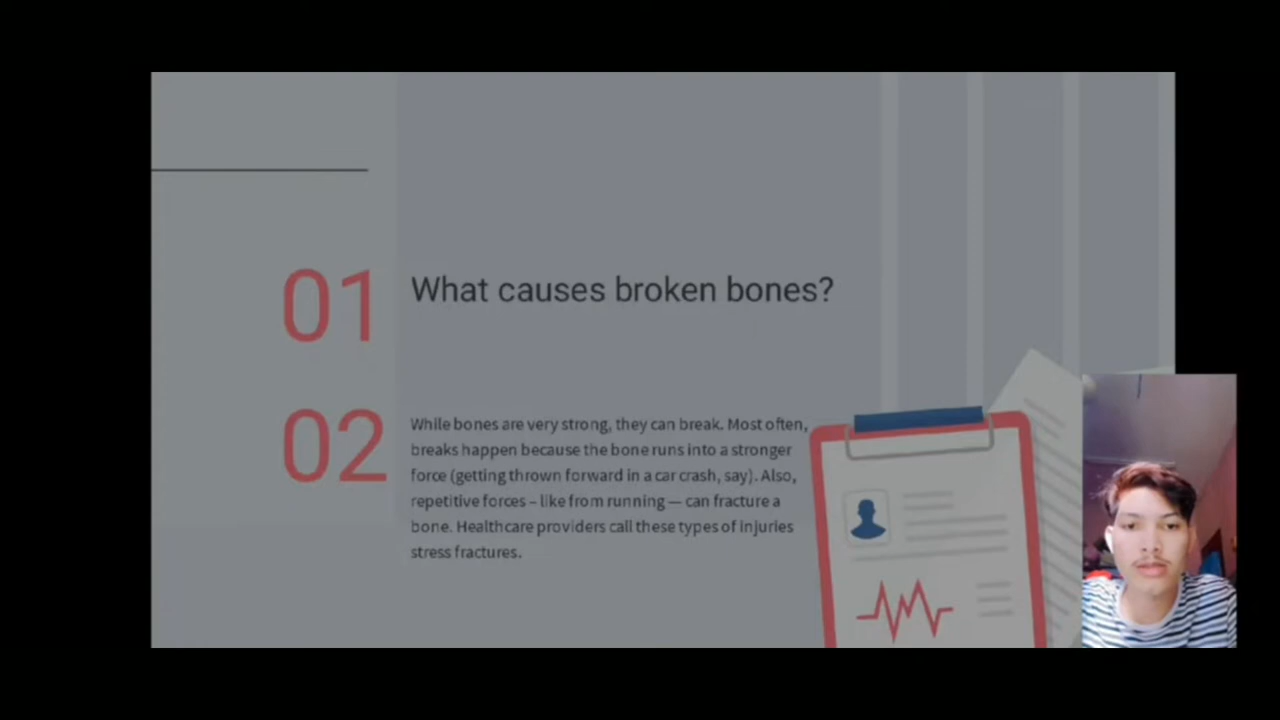 01
What causes broken bones?
02
While bones are very strong, they can break. Most often,
breaks happen because the bone runs into a stronger
force (getting thrown forward in a car crash, say). Also,
repetitive forces – like from running — can fracture a
bone. Healthcare providers call these types of injuries
stress fractures.